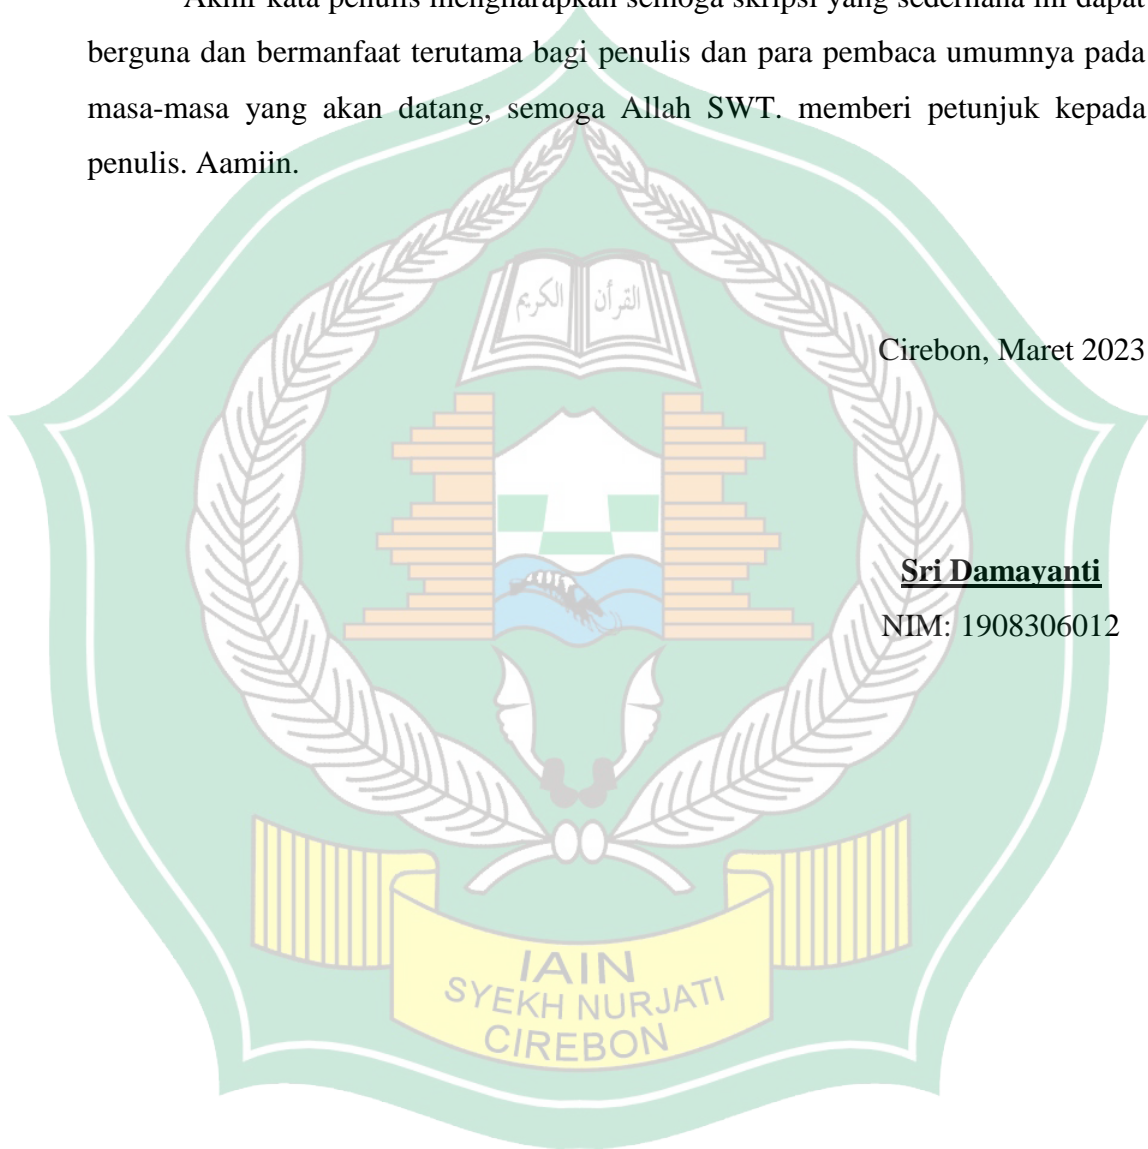 Akhir kata penulis mengharapkan semoga skripsi yang sederhana ini dapat
berguna dan bermanfaat terutama bagi penulis dan para pembaca umumnya pada
masa-masa yang akan datang, semoga Allah SWT. memberi petunjuk kepada
penulis. Aamiin.
القرأن الكريم
Cirebon, Maret 2023
Sri Damayanti
NIM: 1908306012
IAIN
SYEKH NURJATI
CIREBON